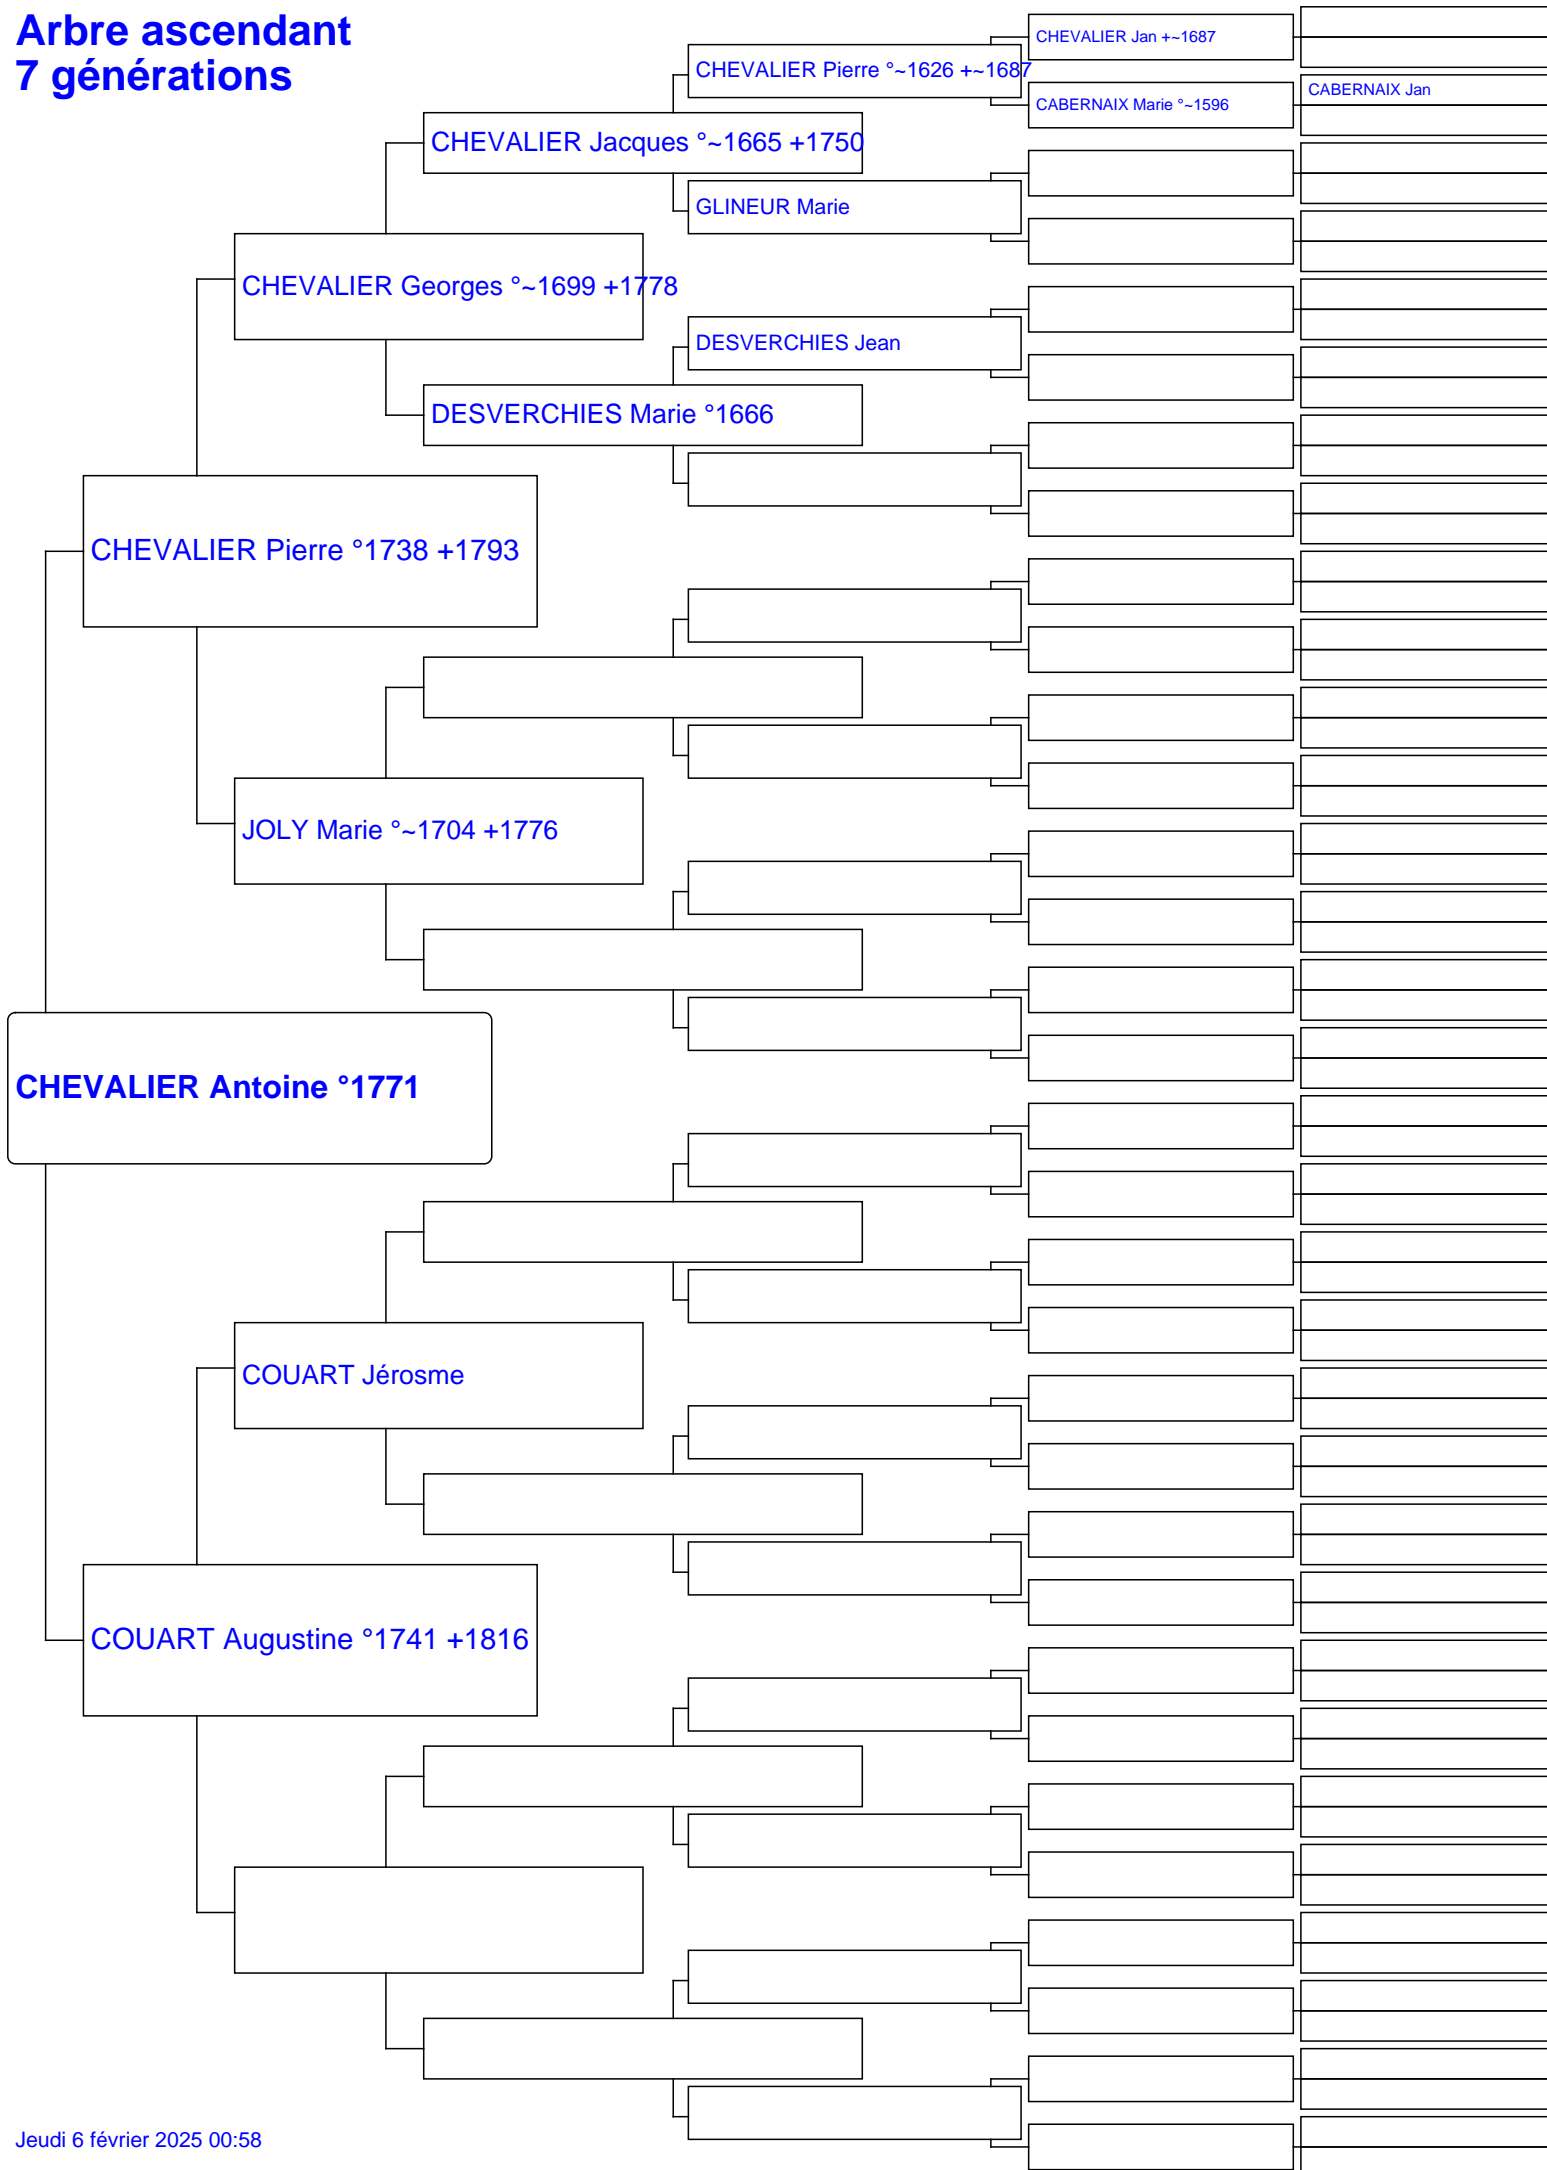 Arbre ascendant
7 générations
CHEVALIER Jan +~1687
CHEVALIER Pierre °~1626 +~1687
CABERNAIX Jan
CABERNAIX Marie °~1596
CHEVALIER Jacques °~1665 +1750
GLINEUR Marie
CHEVALIER Georges °~1699 +1778
DESVERCHIES Jean
DESVERCHIES Marie °1666
CHEVALIER Pierre °1738 +1793
JOLY Marie °~1704 +1776
CHEVALIER Antoine °1771
COUART Jérosme
COUART Augustine °1741 +1816
Jeudi 6 février 2025 00:58